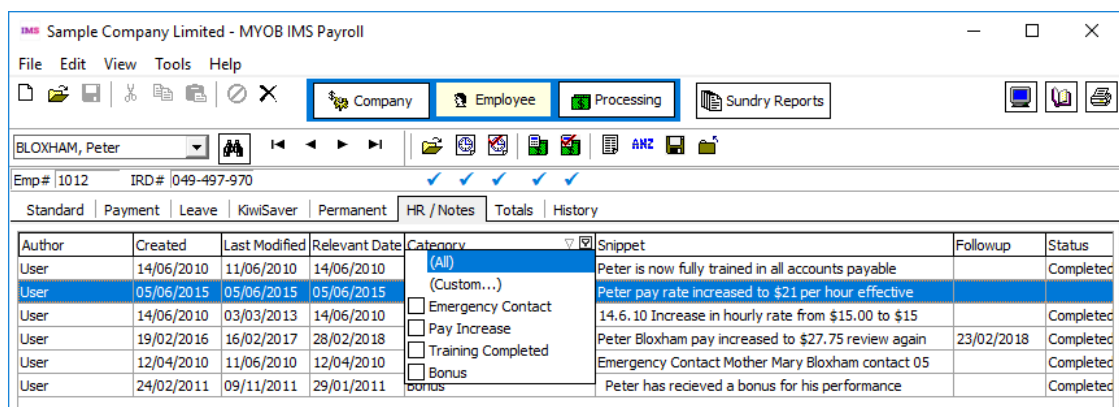 IMS Sample Company Limited - MYOB IMS Payroll
File Edit View Tools Help
Company Employee Processing Sundry Reports
BLOXHAM, Peter ANZ
Emp# 1012 IRD# 049-497-970
Standard Payment Leave KiwiSaver Permanent HR / Notes Totals History
Author Created Last Modified Relevant Date Category Snippet Followup Status
User 14/06/2010 11/06/2010 14/06/2010 (All) Peter is now fully trained in all accounts payable Completed
User 05/06/2015 05/06/2015 05/06/2015 (Custom...) Peter pay rate increased to $21 per hour effective
User 14/06/2010 03/03/2013 14/06/2010 Emergency Contact 14.6.10 Increase in hourly rate from $15.00 to $15 Completed
User 19/02/2016 16/02/2017 28/02/2018 Pay Increase Peter Bloxham pay increased to $27.75 review again 23/02/2018 Completed
User 12/04/2010 11/06/2010 12/04/2010 Training Completed Emergency Contact Mother Mary Bloxham contact 05 Completed
Bonus
User 24/02/2011 09/11/2011 29/01/2011 Bonus Peter has recieved a bonus for his performance Completed